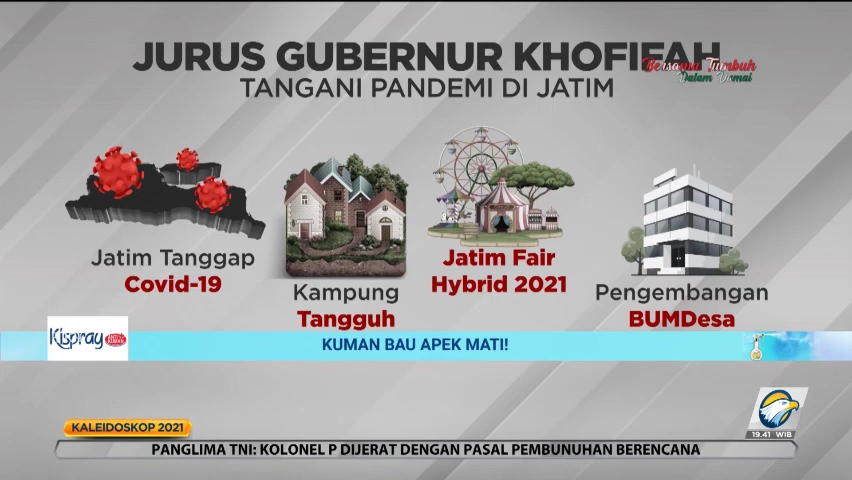 JURUS GUBERNUR KHOFIFAH
TANGANI PANDEMI DI JATIM
Bersama Tumbuh
Dalam Damai
Jatim Tanggap
Covid-19
Kampung
Tangguh
Jatim Fair
Hybrid 2021
Pengembangan
BUMDesa
Kispray
KUMAN BAU APEK MATI!
KALEIDOSKOP 2021
19.41 WIB
PANGLIMA TNI: KOLONEL P DIJERAT DENGAN PASAL PEMBUNUHAN BERENCANA